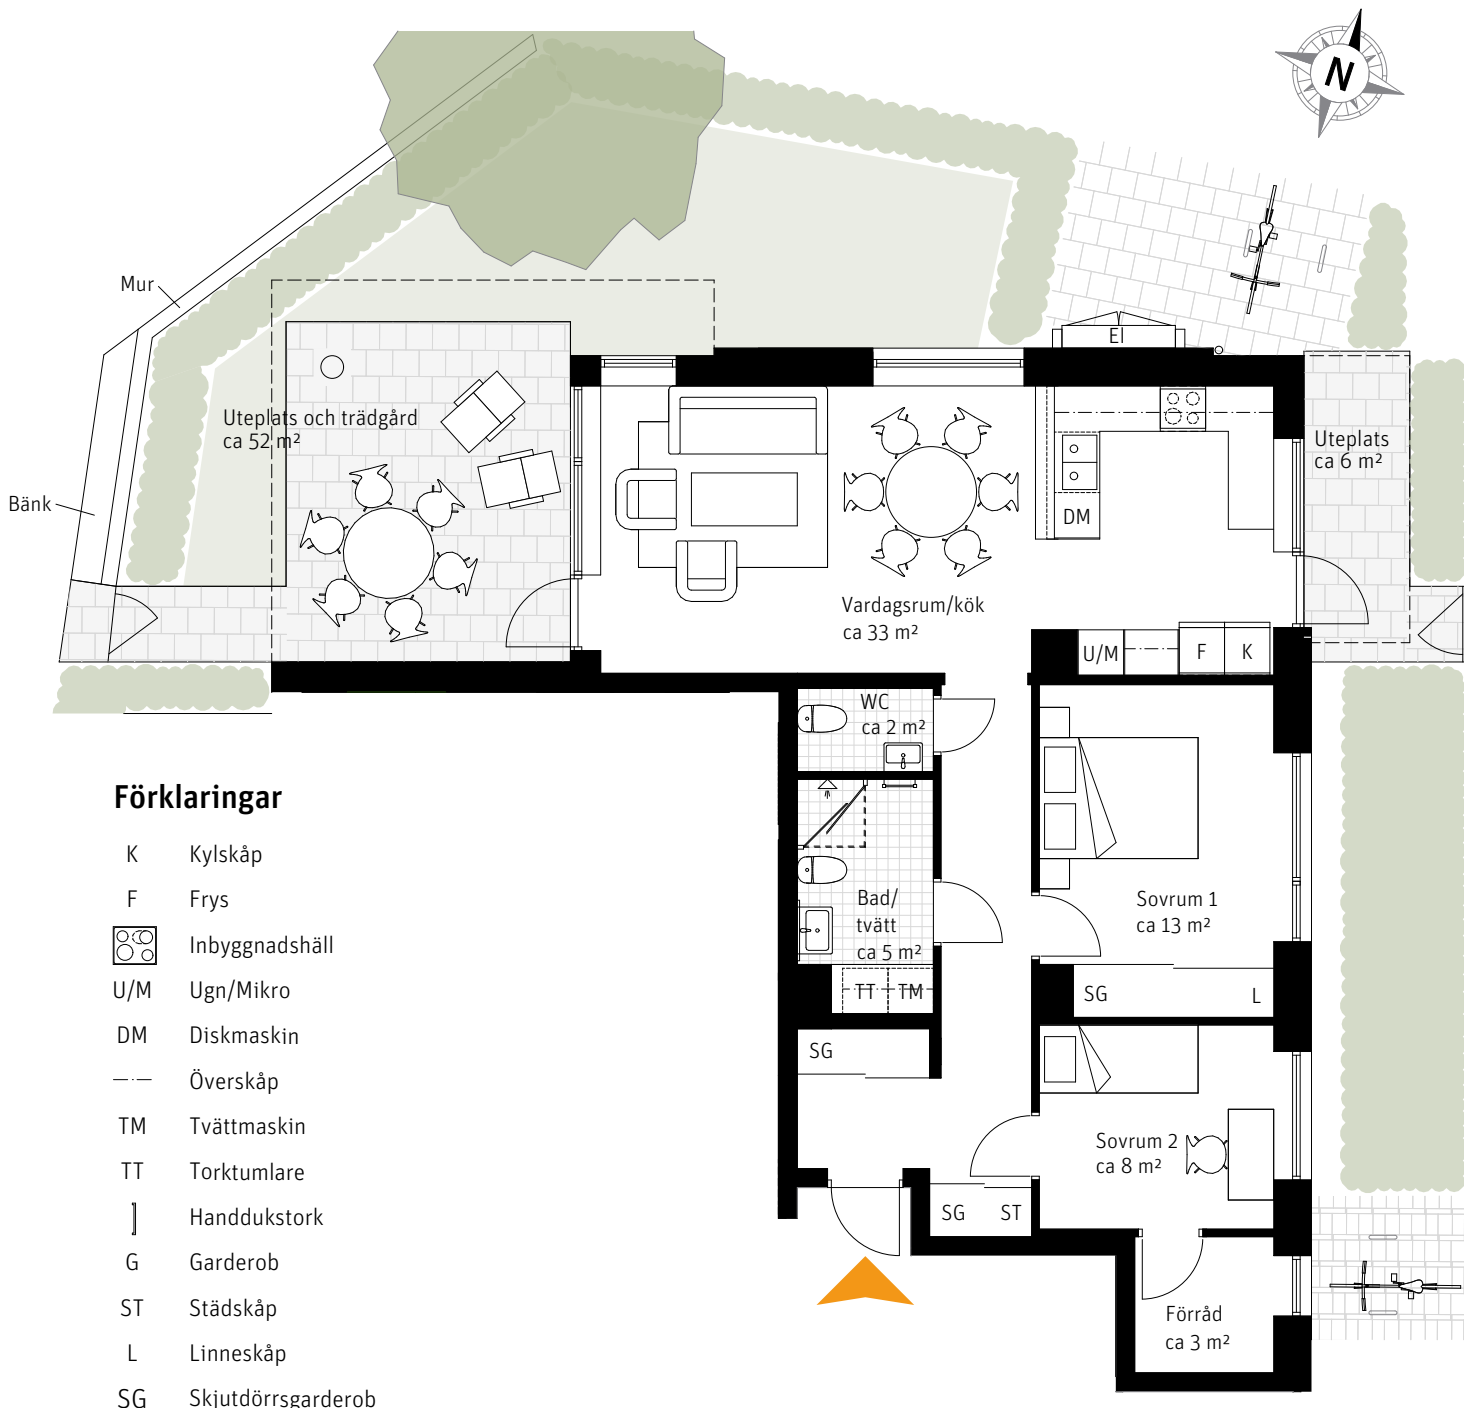 N
Mur
El
Uteplats och trädgård
ca 52 m²
Uteplats
ca 6 m²
Bänk
DM
Vardagsrum/kök
ca 33 m²
U/M
F
K
WC
ca 2 m²
Bad/
tvätt
ca 5 m²
Sovrum 1
ca 13 m²
TT
TM
SG
L
SG
Sovrum 2
ca 8 m²
SG
ST
Förråd
ca 3 m²
Förklaringar
K Kylskåp
F Frys
Inbyggnadshäll
U/M Ugn/Mikro
DM Diskmaskin
Överskåp
TM Tvättmaskin
TT Torktumlare
Handdukstork
G Garderob
ST Städskåp
L Linneskåp
SG Skjutdörrsgarderob